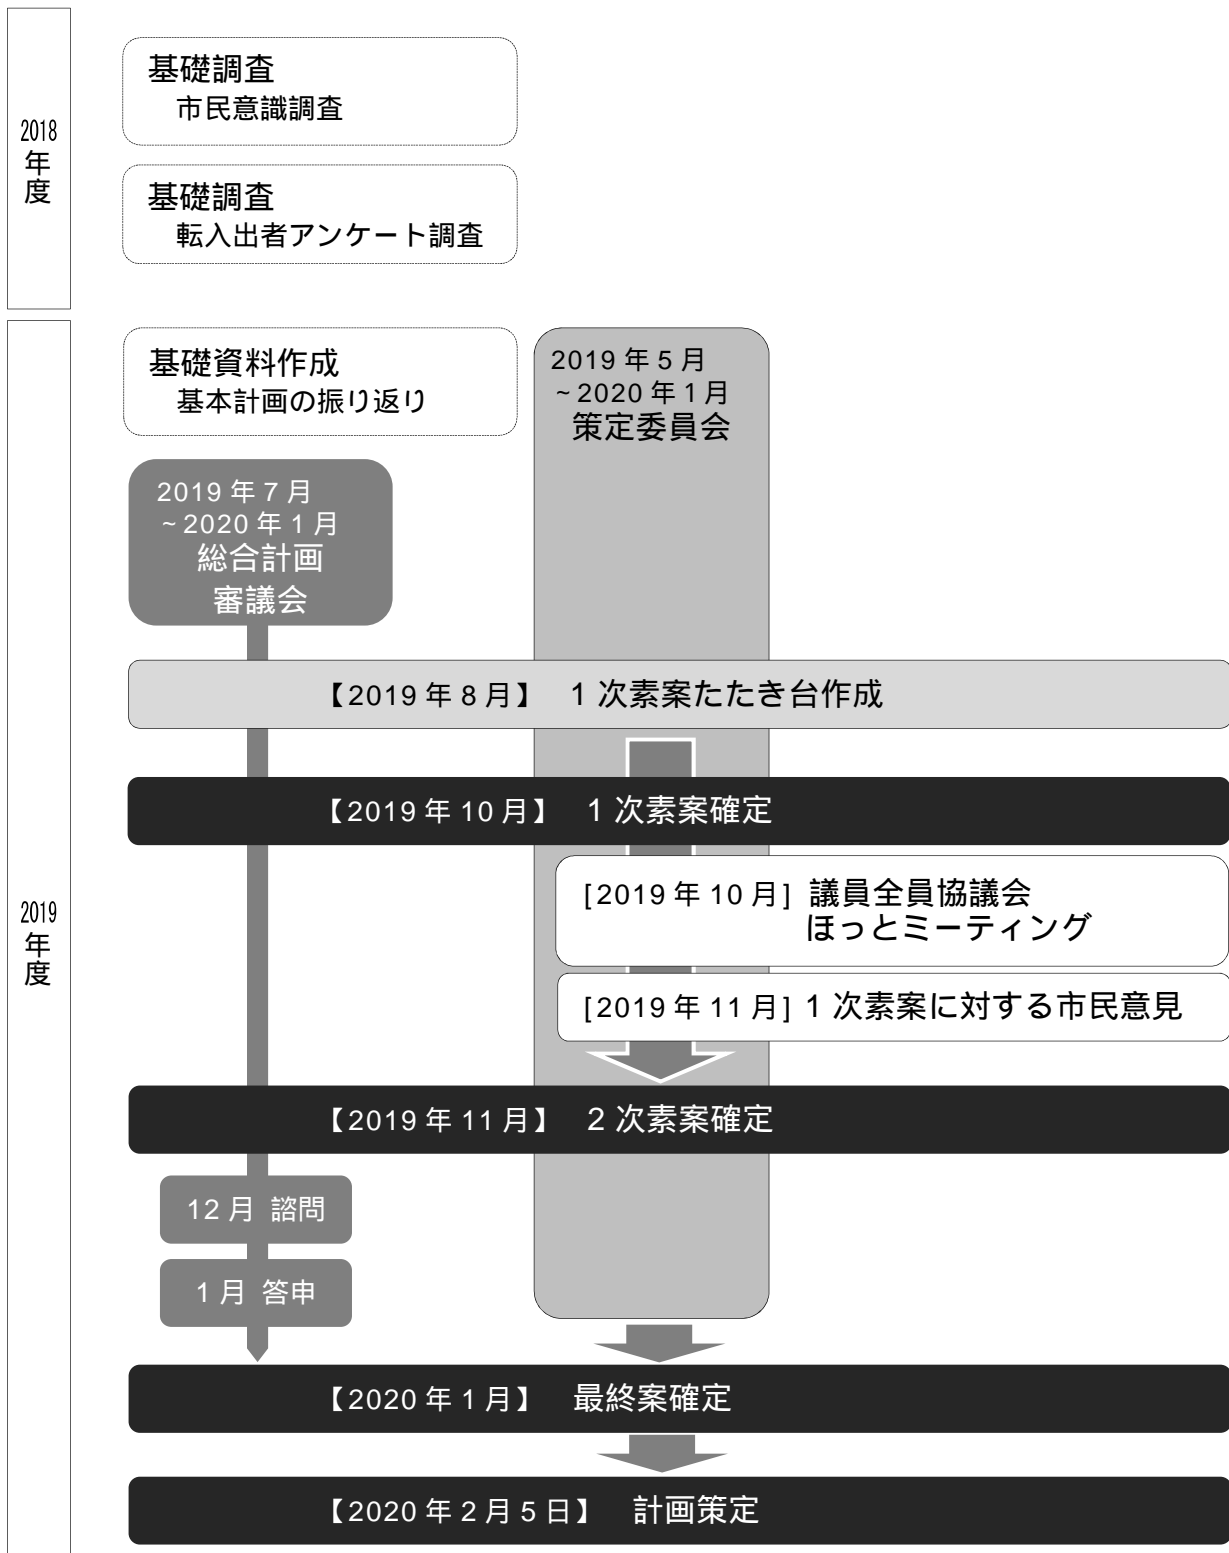 2018
年
度
基礎調査
市民意識調査
基礎調査
転入出者アンケート調査
2019
年
度
基礎資料作成
基本計画の振り返り
2019 年 5 月
~ 2020 年 1 月
策定委員会
2019 年 7 月
~ 2020 年 1 月
総合計画
審議会
【2019 年 8 月】 1 次素案たたき台作成
【2019 年 10 月】 1 次素案確定
[2019 年 10 月] 議員全員協議会
ほっとミーティング
[2019 年 11 月] 1 次素案に対する市民意見
【2019 年 11 月】 2 次素案確定
12 月 諮問
1 月 答申
【2020 年 1 月】 最終案確定
【2020 年 2 月 5 日】 計画策定